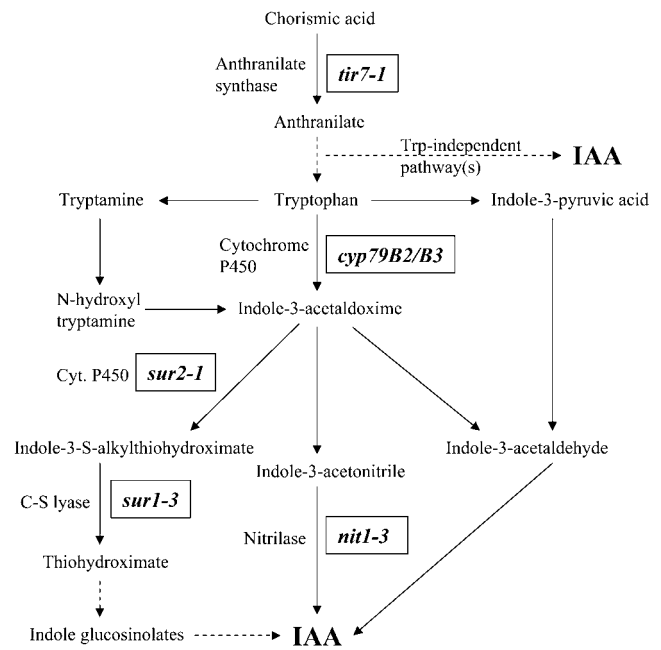 Chorismic acid
Anthranilate
synthase
tir7-1
Anthranilate
Trp-independent
pathway(s)
IAA
Tryptamine
Tryptophan
Indole-3-pyruvic acid
Cytochrome
P450
cyp79B2/B3
N-hydroxyl
tryptamine
Indole-3-acetaldoxime
Cyt. P450
sur2-1
Indole-3-S-alkylthiohydroximate
Indole-3-acetaldehyde
Indole-3-acetonitrile
C-S lyase
sur1-3
Nitrilase
nit1-3
Thiohydroximate
Indole glucosinolates
IAA